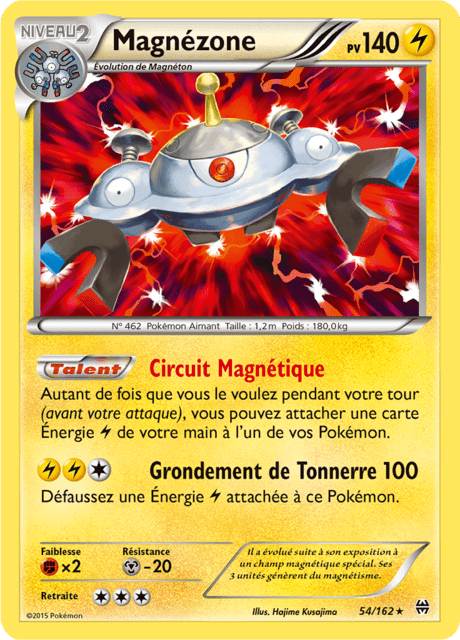 NIVEAU 2
Magnézone
PV 140
Évolution de Magnéton
N° 462 Pokémon Aimant Taille : 1,2m Poids : 180,0kg
Talent Circuit Magnétique
Autant de fois que vous le voulez pendant votre tour
(avant votre attaque), vous pouvez attacher une carte
Énergie de votre main à l'un de vos Pokémon.
Grondement de Tonnerre 100
Défaussez une Énergie attachée à ce Pokémon.
Faiblesse Résistance
×2 -20
Retraite
Il a évolué suite à son exposition à
un champ magnétique spécial. Ses
3 unités génèrent du magnétisme.
©2015 Pokémon Illus. Hajime Kusajima 54/162 ★